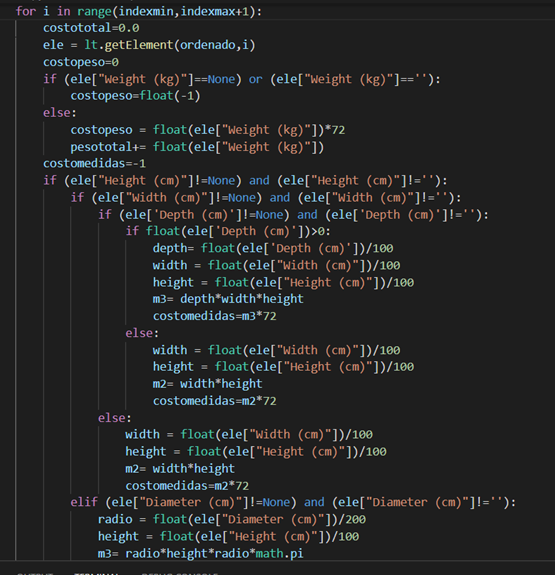 for i in range(indexmin,indexmax+1):
    costototal=0.0
    ele = lt.getElement(ordenado,i)
    costopeso=0
    if (ele["Weight (kg)"]==None) or (ele["Weight (kg)"]==''):
        costopeso=float(-1)
    else:
        costopeso = float(ele["Weight (kg)"])*72
        pesototal+= float(ele["Weight (kg)"])
    costomedidas=-1
    if (ele["Height (cm)"]!=None) and (ele["Height (cm)"]!=''):
        if (ele["Width (cm)"]!=None) and (ele["Width (cm)"]!=''):
            if (ele['Depth (cm)']!=None) and (ele['Depth (cm)']!=''):
                if float(ele['Depth (cm)'])>0:
                    depth= float(ele['Depth (cm)'])/100
                    width = float(ele["Width (cm)"])/100
                    height = float(ele["Height (cm)"])/100
                    m3= depth*width*height
                    costomedidas=m3*72
                else:
                    width = float(ele["Width (cm)"])/100
                    height = float(ele["Height (cm)"])/100
                    m2= width*height
                    costomedidas=m2*72
            else:
                width = float(ele["Width (cm)"])/100
                height = float(ele["Height (cm)"])/100
                m2= width*height
                costomedidas=m2*72
        elif (ele["Diameter (cm)"]!=None) and (ele["Diameter (cm)"]!=''):
            radio = float(ele["Diameter (cm)"])/200
            height = float(ele["Height (cm)"])/100
            m3= radio*height*radio*math.pi